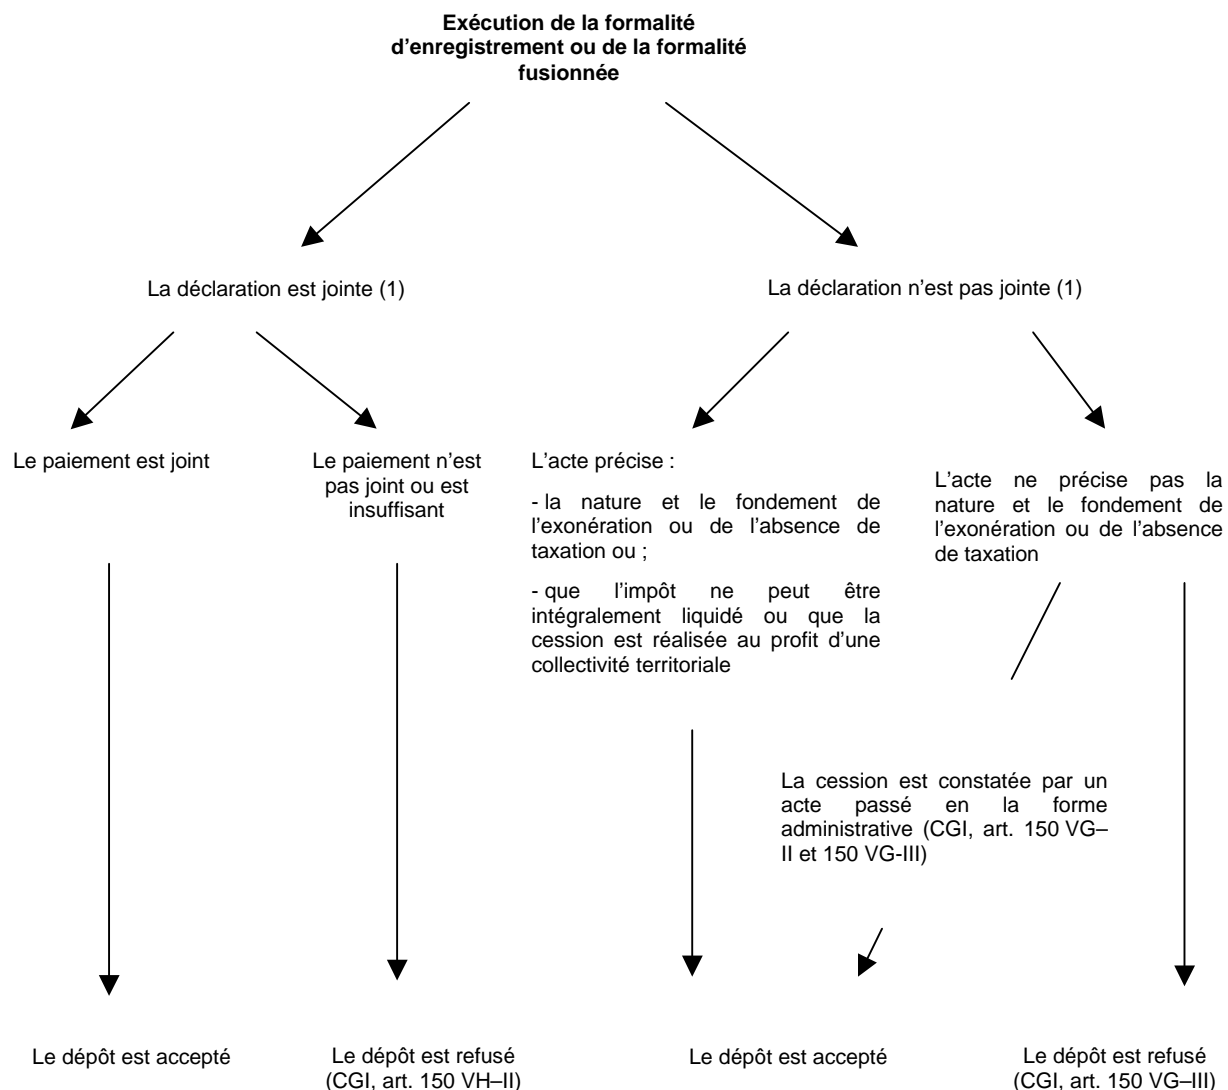 Exécution de la formalité
d’enregistrement ou de la formalité
fusionnée
La déclaration est jointe (1)
La déclaration n’est pas jointe (1)
Le paiement est joint
Le paiement n’est
pas joint ou est
insuffisant
L’acte précise :
- la nature et le fondement de
l’exonération ou de l’absence de
taxation ou ;
- que l’impôt ne peut être
intégralement liquidé ou que la
cession est réalisée au profit d’une
collectivité territoriale
L’acte ne précise pas la
nature et le fondement de
l’exonération ou de l’absence
de taxation
La cession est constatée par un
acte passé en la forme
administrative (CGI, art. 150 VG–
II et 150 VG-III)
Le dépôt est accepté
Le dépôt est refusé
(CGI, art. 150 VH–II)
Le dépôt est accepté
Le dépôt est refusé
(CGI, art. 150 VG–III)